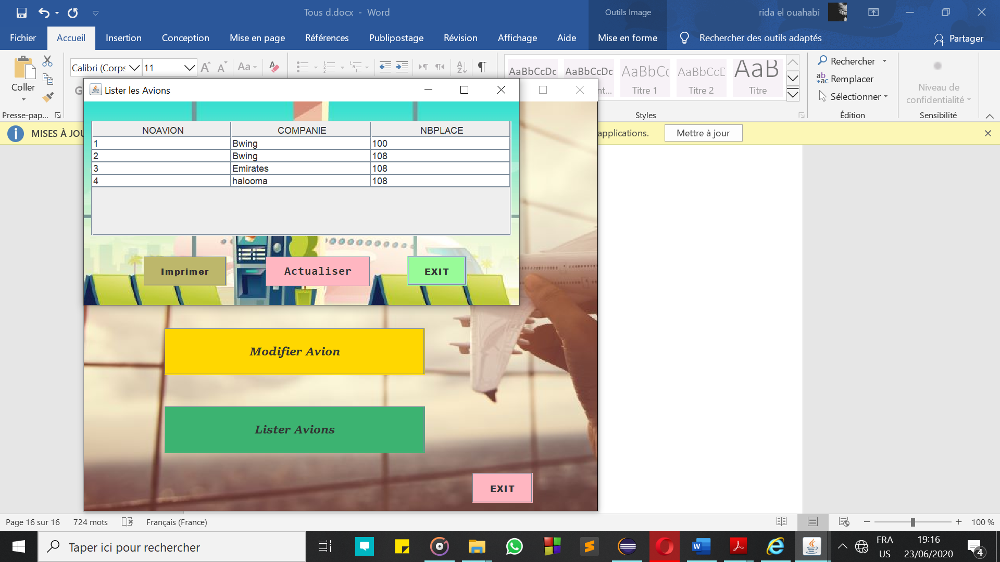 Tous d.docx - Word
Outils Image
rida el ouahabi
Fichier
Accueil
Insertion
Conception
Mise en page
Références
Publipostage
Révision
Affichage
Aide
Mise en forme
Rechercher des outils adaptés
Partager
Coller
Presse-pap...
Calibri (Corps
11
Aa
G
AaBbCcDc
AaBbCcDc
AaBbCc
AaBbCcD
AaB
nt...
Titre 1
Titre 2
Titre
Styles
Rechercher
Remplacer
Sélectionner
Édition
Niveau de
confidentialité
Sensibilité
MISES À JOU
applications.
Mettre à jour
Lister les Avions
NOAVION COMPANIE NBPLACE
1 Bwing 100
2 Bwing 108
3 Emirates 108
4 halooma 108
Imprimer
Actualiser
EXIT
Modifier Avion
Lister Avions
EXIT
Page 16 sur 16
724 mots
Français (France)
100 %
Taper ici pour rechercher
FRA
US
19:16
23/06/2020
4